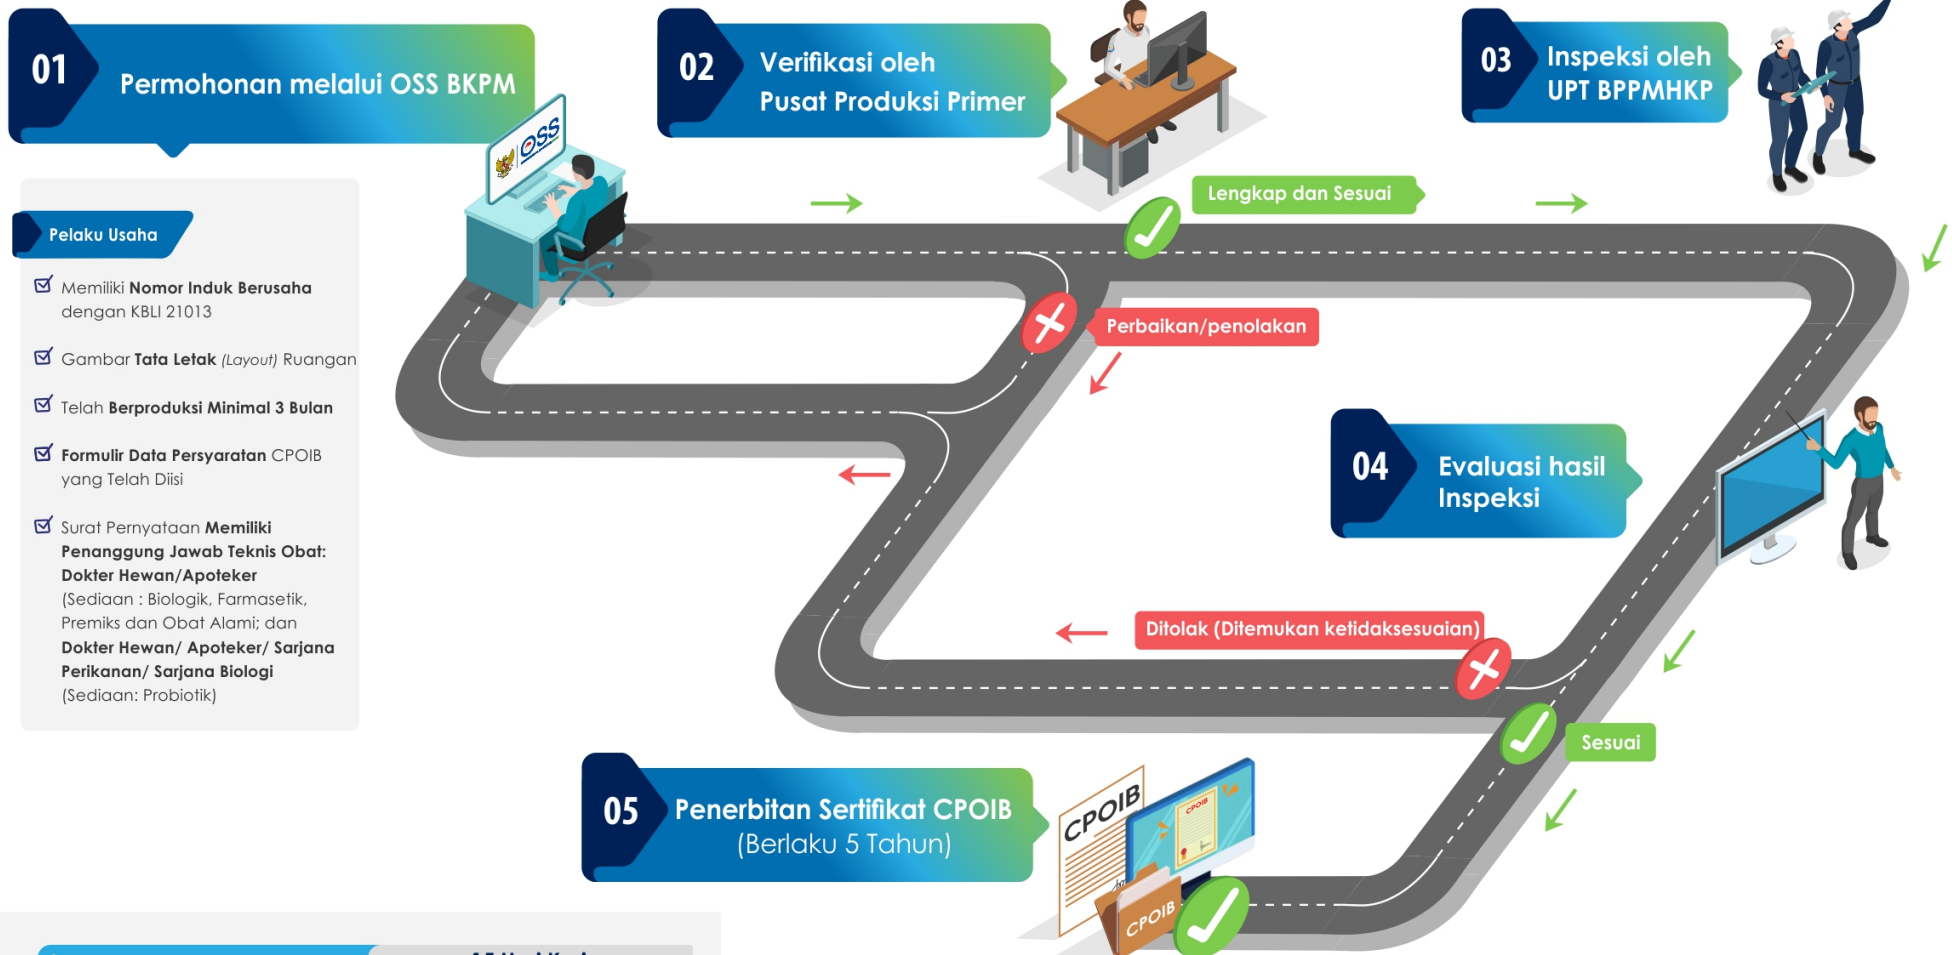 01
Permohonan melalui OSS BKPM
02
Verifikasi oleh
Pusat Produksi Primer
03
Inspeksi oleh
UPT BPPMHKP
OSS
Lengkap dan Sesuai
Pelaku Usaha
Memiliki Nomor Induk Berusaha
dengan KBLI 21013
Gambar Tata Letak (Layout) Ruangan
Telah Berproduksi Minimal 3 Bulan
Formulir Data Persyaratan CPOIB
yang Telah Diisi
Surat Pernyataan Memiliki
Penanggung Jawab Teknis Obat:
Dokter Hewan/Apoteker
(Sediaan : Biologik, Farmasetik,
Premiks dan Obat Alami; dan
Dokter Hewan/ Apoteker/ Sarjana
Perikanan/ Sarjana Biologi
(Sediaan: Probiotik)
Perbaikan/penolakan
04
Evaluasi hasil
Inspeksi
Ditolak (Ditemukan ketidaksesuaian)
Sesuai
05
Penerbitan Sertifikat CPOIB
(Berlaku 5 Tahun)
CPOIB
CPOIB
CPOIB